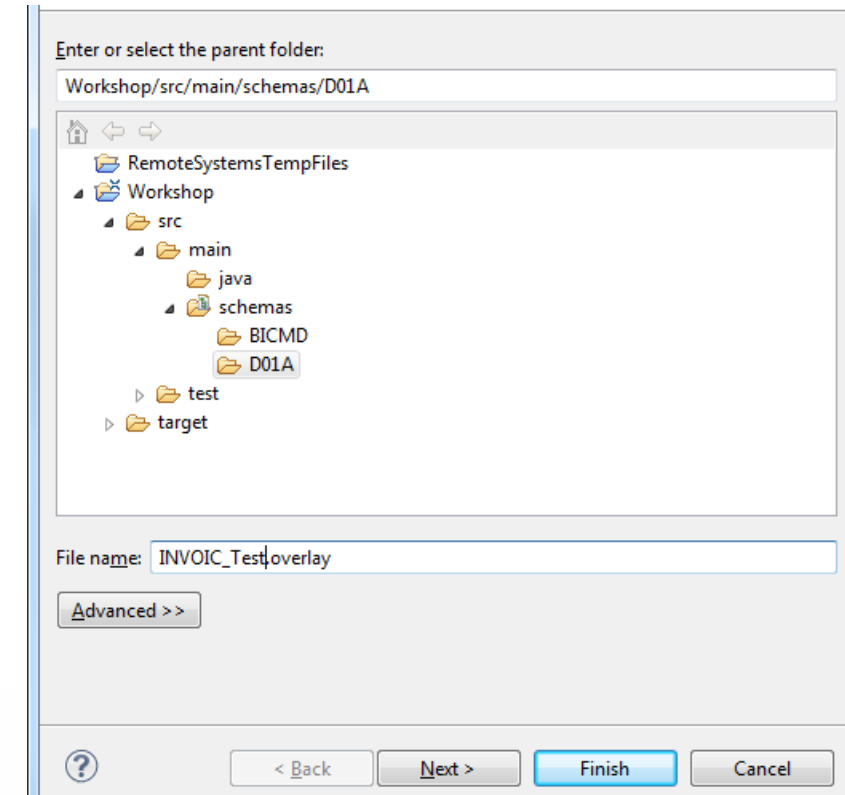 Enter or select the parent folder:
Workshop/src/main/schemas/D01A
RemoteSystemsTempFiles
Workshop
src
main
java
schemas
BICMD
D01A
test
target
File name: INVOIC_Test.overlay
Advanced >>
? < Back Next > Finish Cancel